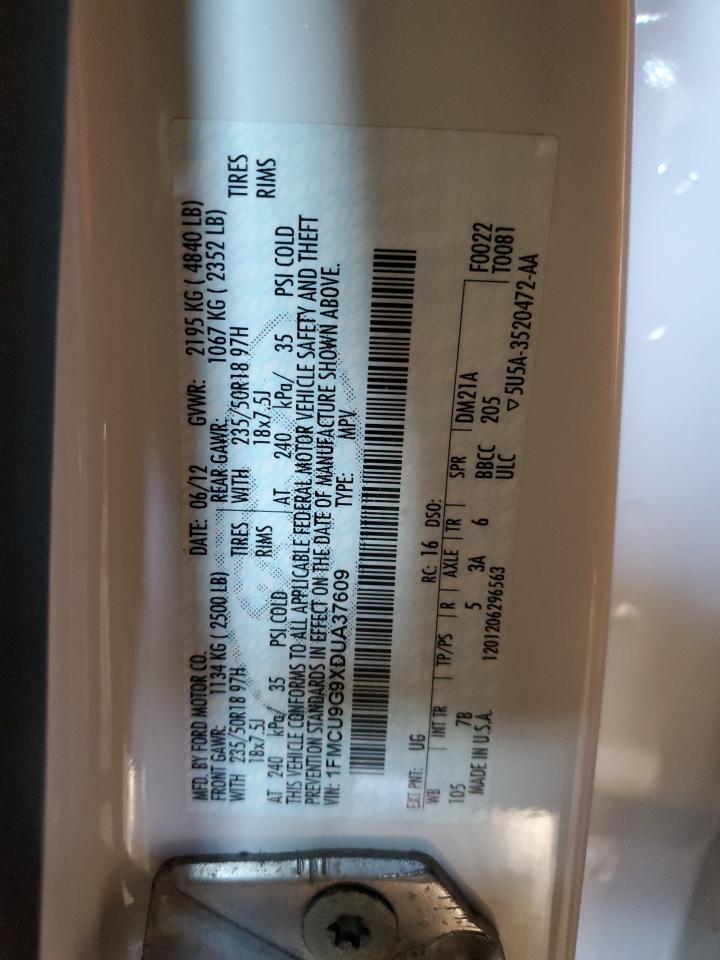 MFD. BY FORD MOTOR CO. DATE: 06/12 GVWR: 2195 KG ( 4840 LB)
FRONT GAWR: 1134 KG ( 2500 LB) REAR GAWR: 1067 KG ( 2352 LB)
WITH 235/50R18 97H TIRES WITH 235/50R18 97H TIRES
18x7.5J RIMS 18x7.5J RIMS
AT 240 kPa/ 35 PSI COLD AT 240 kPa/ 35 PSI COLD
THIS VEHICLE CONFORMS TO ALL APPLICABLE FEDERAL MOTOR VEHICLE SAFETY AND THEFT
PREVENTION STANDARDS IN EFFECT ON THE DATE OF MANUFACTURE SHOWN ABOVE.
VIN: 1FMCU9G9XDUA37609 TYPE: MPV
EXT PNT: UG RC: 16 DSO: F0022
WB INT TR TP/PS R AXLE TR SPR T0081
105 7B 5 3A 6 BBCC DM21A
MADE IN U.S.A. ULC 205
1201206296563 ▽5U5A-3520472-AA